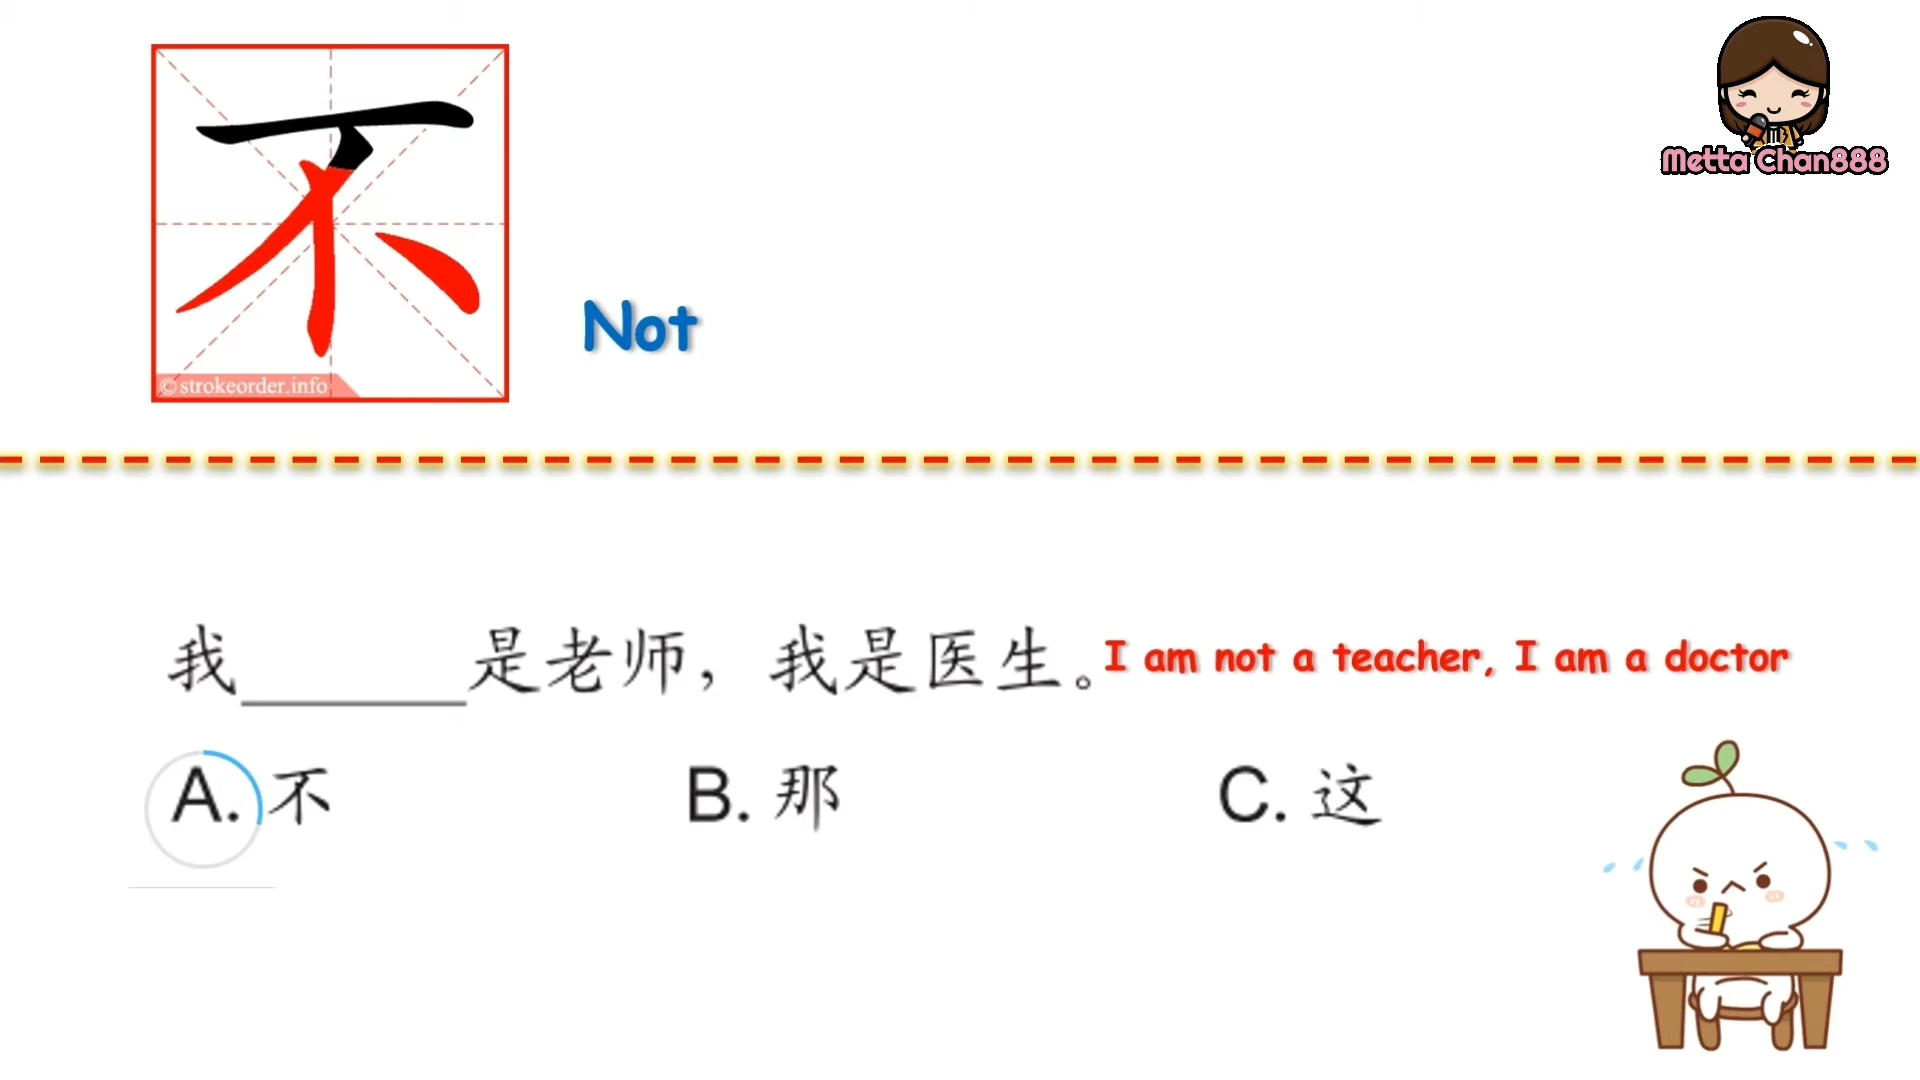 Metta Chan888
不
©strokeorder.info
Not
我______是老师，我是医生。I am not a teacher, I am a doctor
A. 不 B. 那 C. 这